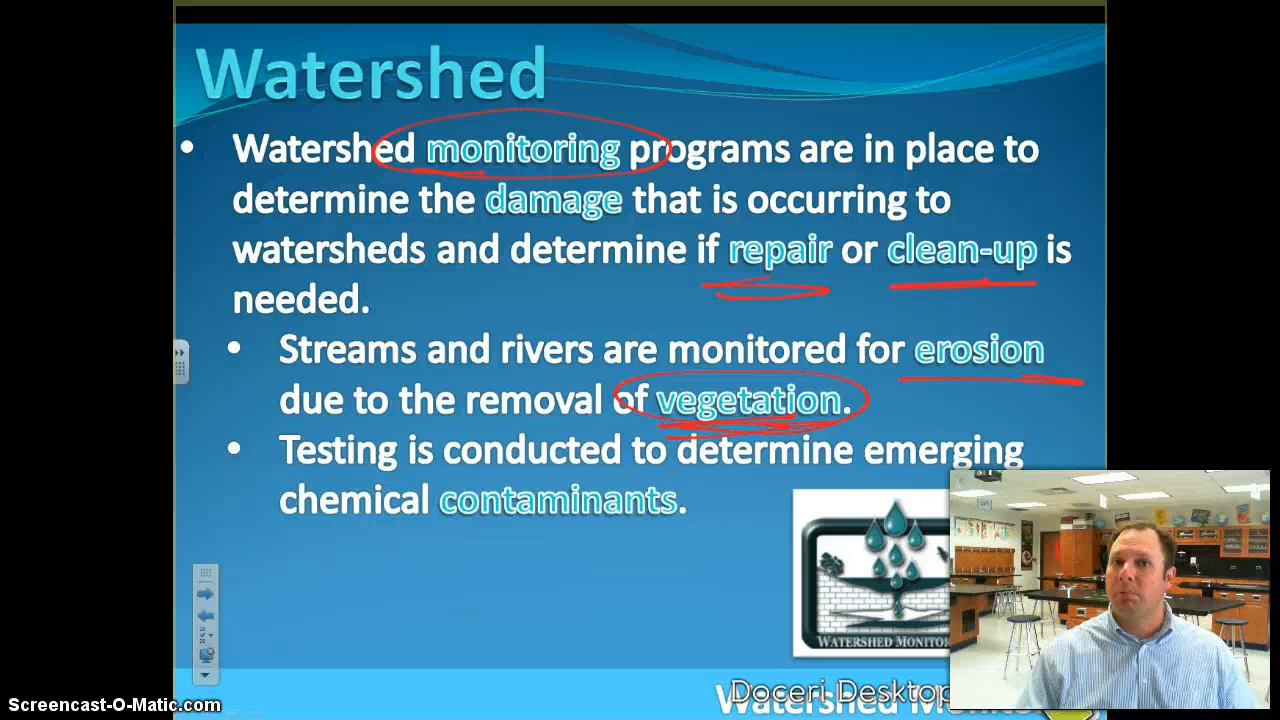 Watershed
Watershed monitoring programs are in place to
determine the damage that is occurring to
watersheds and determine if repair or clean-up is
needed.
Streams and rivers are monitored for erosion
due to the removal of vegetation.
Testing is conducted to determine emerging
chemical contaminants.
WATERSHED MONITO
Doceri Desktop
Watershed
Screencast-O-Matic.com